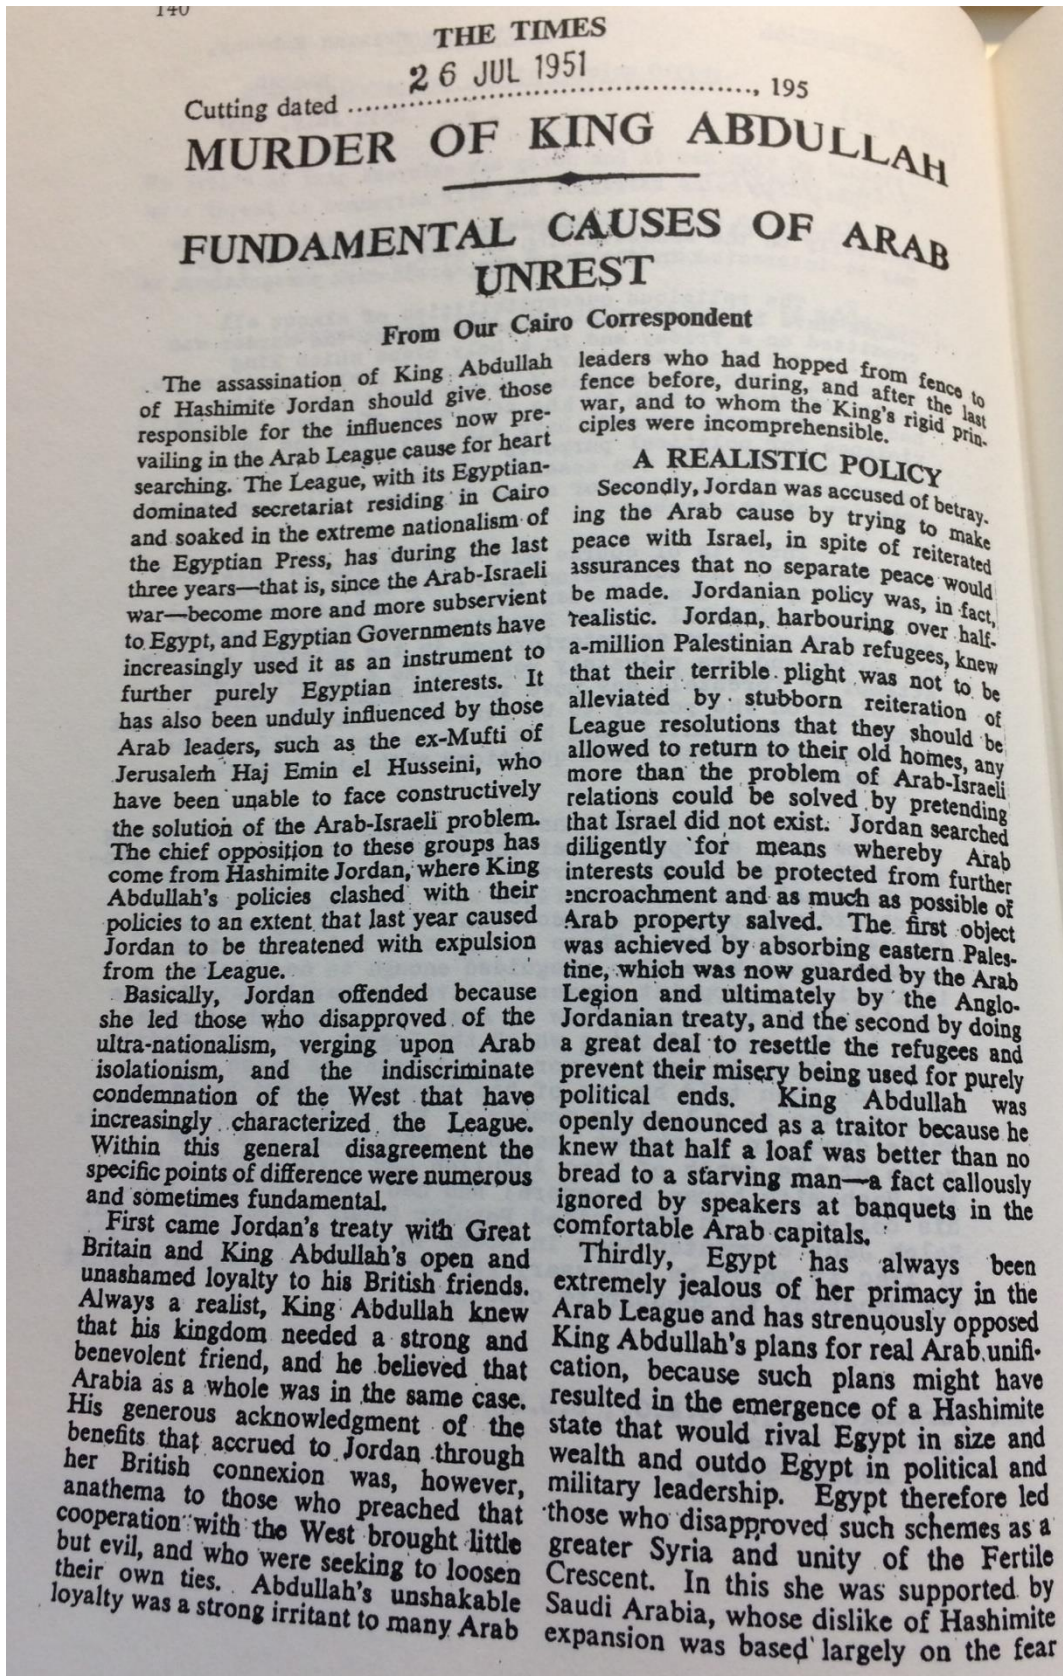 140
THE TIMES
26 JUL 1951
Cutting dated ........................................, 195
MURDER OF KING ABDULLAH
FUNDAMENTAL CAUSES OF ARAB
UNREST
From Our Cairo Correspondent
The assassination of King Abdullah
of Hashimite Jordan should give those
responsible for the influences now pre-
vailing in the Arab League cause for heart
searching. The League, with its Egyptian-
dominated secretariat residing in Cairo
and soaked in the extreme nationalism of
the Egyptian Press, has during the last
three years—that is, since the Arab-Israeli
war—become more and more subservient
to Egypt, and Egyptian Governments have
increasingly used it as an instrument to
further purely Egyptian interests. It
has also been unduly influenced by those
Arab leaders, such as the ex-Mufti of
Jerusalem Haj Emin el Husseini, who
have been unable to face constructively
the solution of the Arab-Israeli problem.
The chief opposition to these groups has
come from Hashimite Jordan, where King
Abdullah's policies clashed with their
policies to an extent that last year caused
Jordan to be threatened with expulsion
from the League.
Basically, Jordan offended because
she led those who disapproved of the
ultra-nationalism, verging upon Arab
isolationism, and the indiscriminate
condemnation of the West that have
increasingly characterized the League.
Within this general disagreement the
specific points of difference were numerous
and sometimes fundamental.
First came Jordan's treaty with Great
Britain and King Abdullah's open and
unashamed loyalty to his British friends.
Always a realist, King Abdullah knew
that his kingdom needed a strong and
benevolent friend, and he believed that
Arabia as a whole was in the same case.
His generous acknowledgment of the
benefits that accrued to Jordan through
her British connexion was, however,
anathema to those who preached that
cooperation with the West brought little
but evil, and who were seeking to loosen
their own ties. Abdullah's unshakable
loyalty was a strong irritant to many Arab
leaders who had hopped from fence to
fence before, during, and after the last
war, and to whom the King's rigid prin-
ciples were incomprehensible.
A REALISTIC POLICY
Secondly, Jordan was accused of betray-
ing the Arab cause by trying to make
peace with Israel, in spite of reiterated
assurances that no separate peace would
be made. Jordanian policy was, in fact,
realistic. Jordan, harbouring over half-
a-million Palestinian Arab refugees, knew
that their terrible plight was not to be
alleviated by stubborn reiteration of
League resolutions that they should be
allowed to return to their old homes, any
more than the problem of Arab-Israeli
relations could be solved by pretending
that Israel did not exist. Jordan searched
diligently for means whereby Arab
interests could be protected from further
encroachment and as much as possible of
Arab property salved. The first object
was achieved by absorbing eastern Pales-
tine, which was now guarded by the Arab
Legion and ultimately by the Anglo-
Jordanian treaty, and the second by doing
a great deal to resettle the refugees and
prevent their misery being used for purely
political ends. King Abdullah was
openly denounced as a traitor because he
knew that half a loaf was better than no
bread to a starving man—a fact callously
ignored by speakers at banquets in the
comfortable Arab capitals.
Thirdly, Egypt has always been
extremely jealous of her primacy in the
Arab League and has strenuously opposed
King Abdullah's plans for real Arab unifi-
cation, because such plans might have
resulted in the emergence of a Hashimite
state that would rival Egypt in size and
wealth and outdo Egypt in political and
military leadership. Egypt therefore led
those who disapproved such schemes as a
greater Syria and unity of the Fertile
Crescent. In this she was supported by
Saudi Arabia, whose dislike of Hashimite
expansion was based largely on the fear